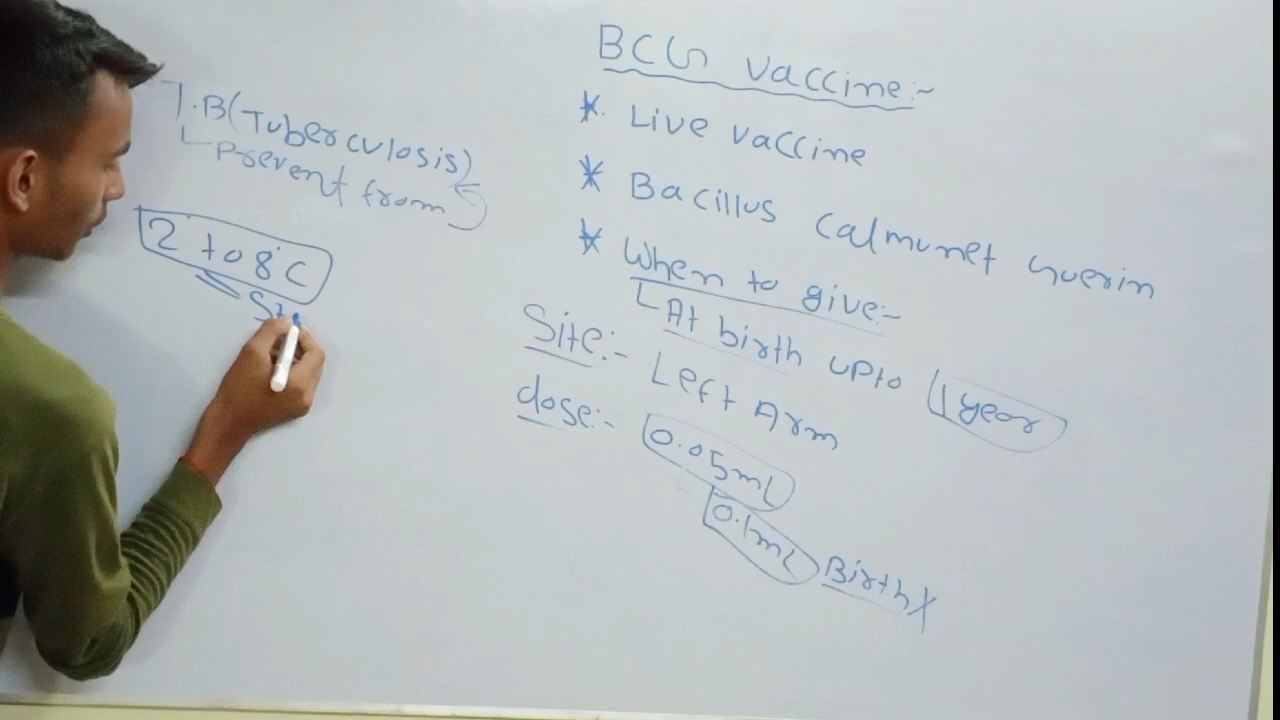 BCG vaccine:-
* Live vaccine
* Bacillus Calmunet Guerin
* When to give:-
At birth upto 1 year
Site:- Left Arm
dose:- 0.05mL
0.1mL Birth X
T.B (Tuberculosis)
Prevent from
2° to 8°C
St